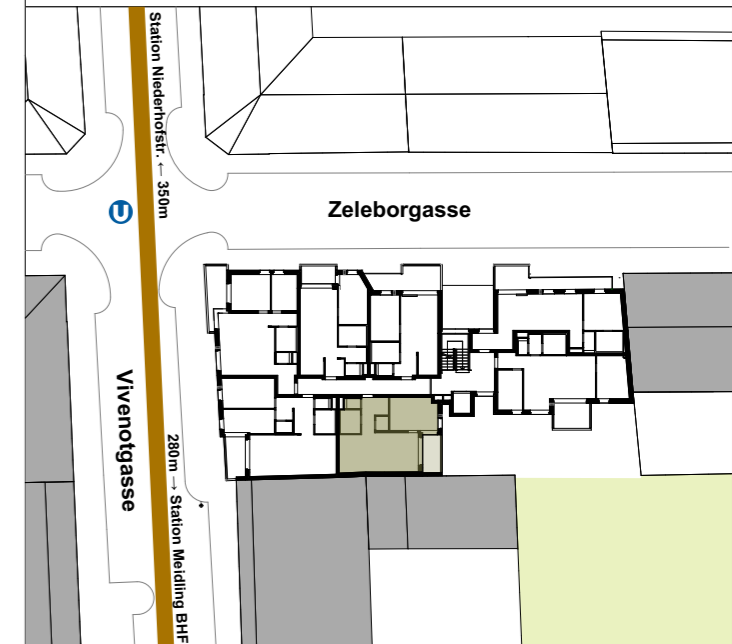 Station Niederhofstr. ← 350m
U
Zeleborgasse
Vivenotgasse
280m → Station Meidling BHF